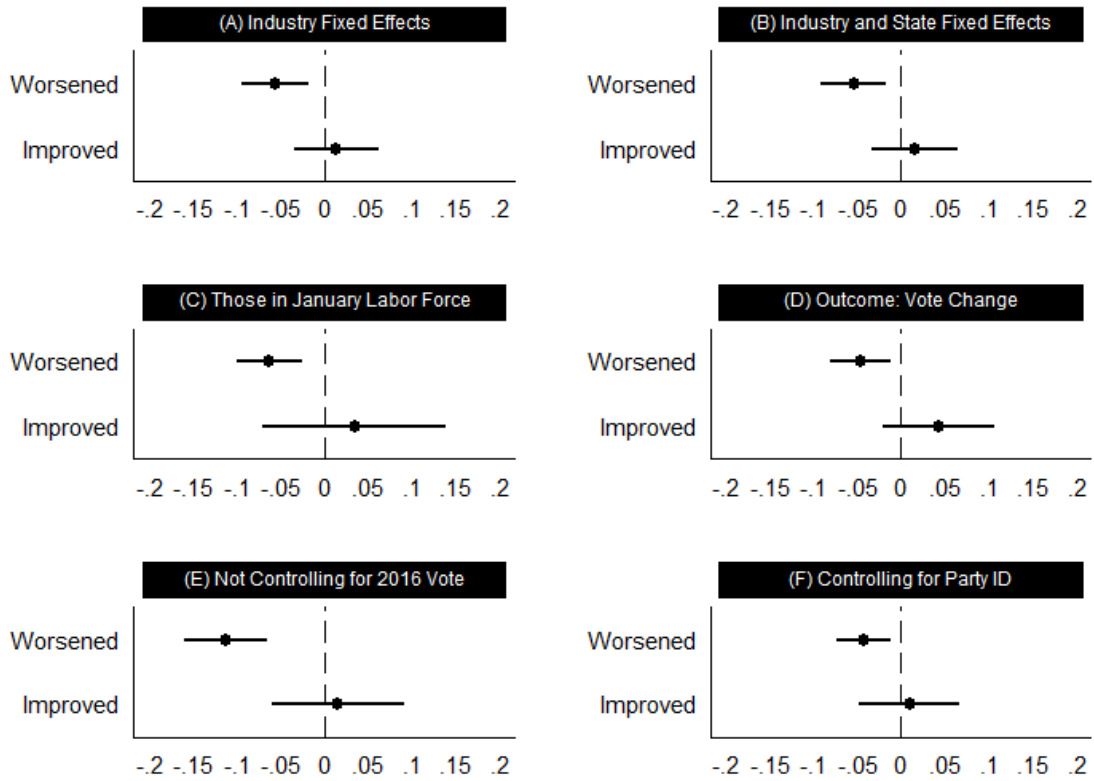 (A) Industry Fixed Effects
Worsened
Improved
-.2 -.15 -.1 -.05 0 .05 .1 .15 .2
(B) Industry and State Fixed Effects
Worsened
Improved
-.2 -.15 -.1 -.05 0 .05 .1 .15 .2
(C) Those in January Labor Force
Worsened
Improved
-.2 -.15 -.1 -.05 0 .05 .1 .15 .2
(D) Outcome: Vote Change
Worsened
Improved
-.2 -.15 -.1 -.05 0 .05 .1 .15 .2
(E) Not Controlling for 2016 Vote
Worsened
Improved
-.2 -.15 -.1 -.05 0 .05 .1 .15 .2
(F) Controlling for Party ID
Worsened
Improved
-.2 -.15 -.1 -.05 0 .05 .1 .15 .2